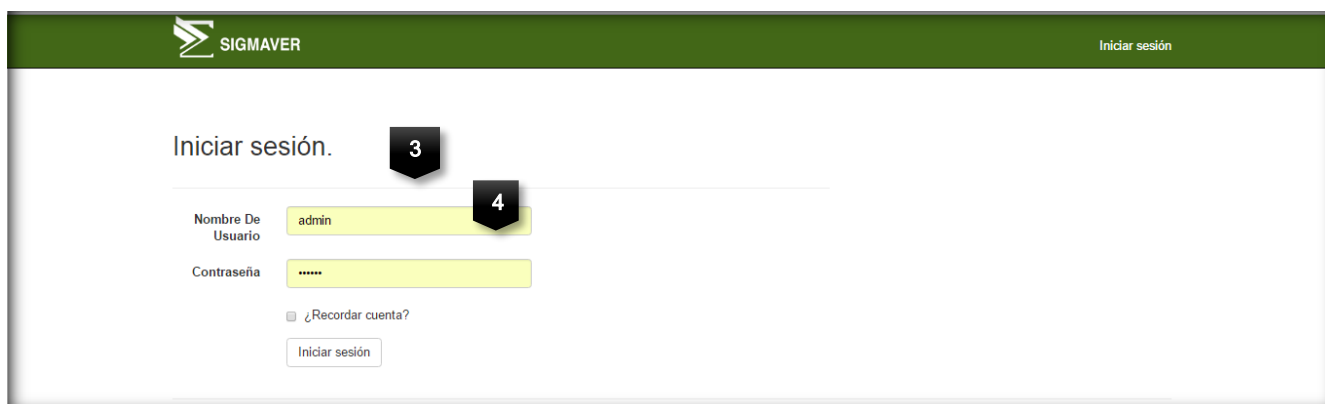 SIGMAVER
Iniciar sesión
Iniciar sesión.
3
4
Nombre De
Usuario
admin
Contraseña
••••••
¿Recordar cuenta?
Iniciar sesión